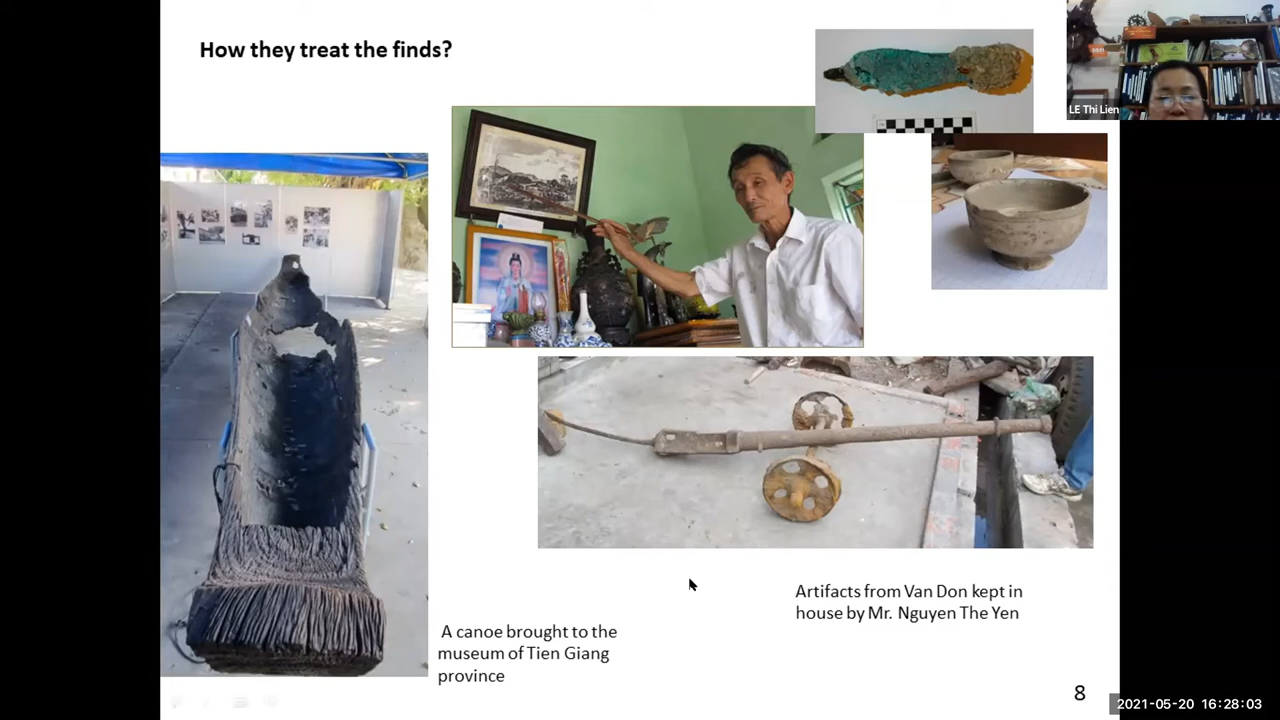 How they treat the finds?
LE Thi Lien
Artifacts from Van Don kept in
house by Mr. Nguyen The Yen
A canoe brought to the
museum of Tien Giang
province
8
2021-05-20 16:28:03